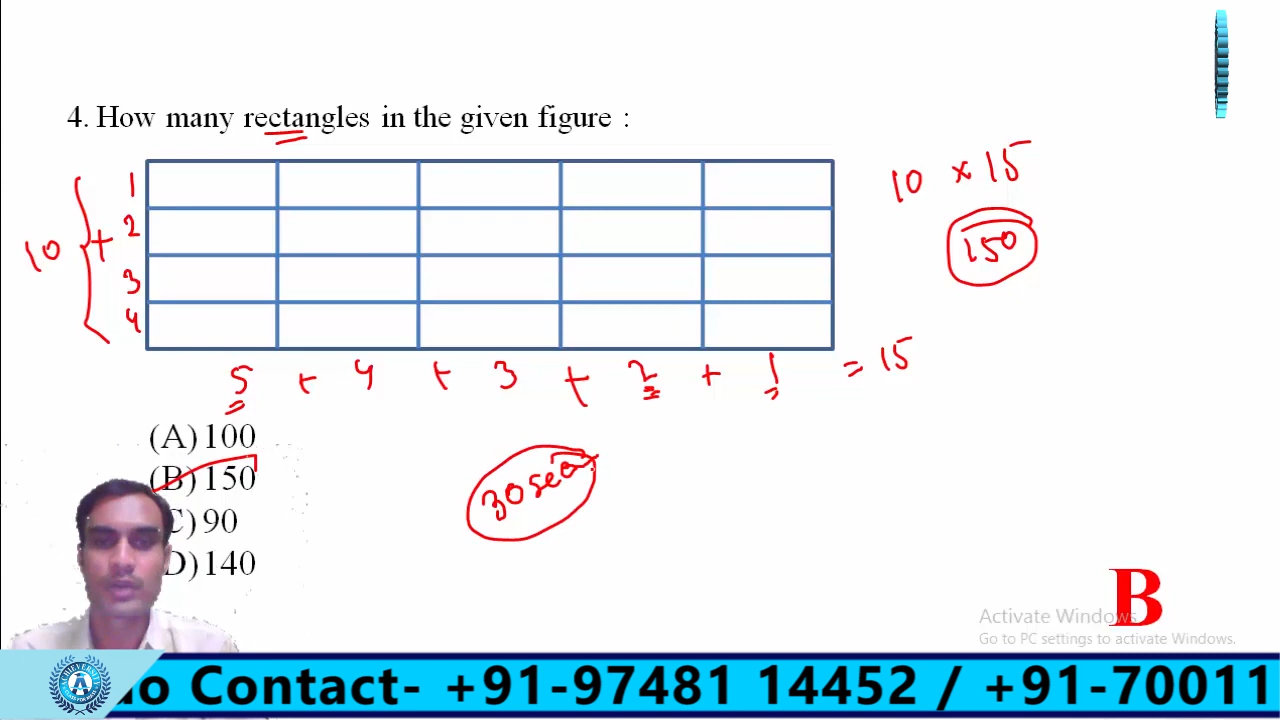 4. How many rectangles in the given figure :
10 × 15
150
10 { + 1 2 3 4
5 + 4 + 3 + 2 + 1 = 15
(A) 100
(B) 150
C) 90
D) 140
30 sec
B
Activate Windows
Go to PC settings to activate Windows.
o Contact- +91-97481 14452 / +91-70011